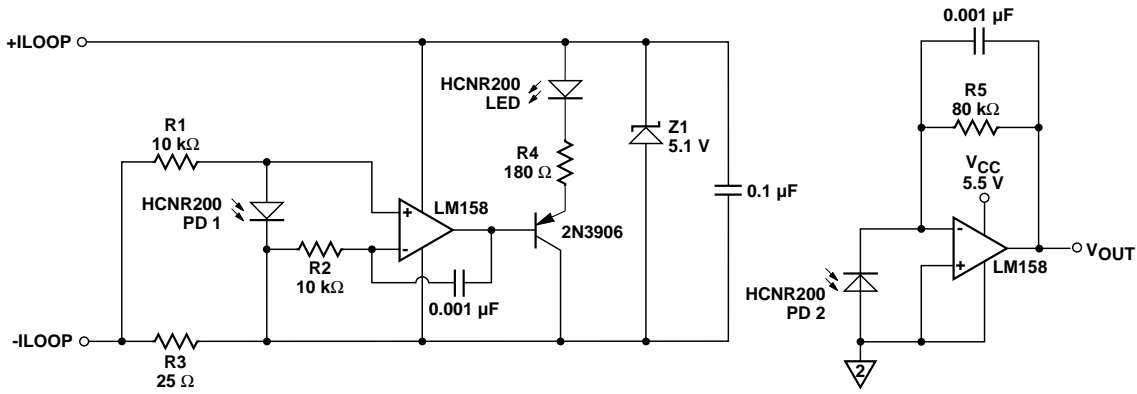 +ILOOP
R1
10 kΩ
HCNR200
PD 1
R2
10 kΩ
+
-
LM158
0.001 µF
HCNR200
LED
R4
180 Ω
2N3906
Z1
5.1 V
0.1 µF
-ILOOP
R3
25 Ω
0.001 µF
R5
80 kΩ
VCC
5.5 V
-
+
LM158
VOUT
HCNR200
PD 2
2